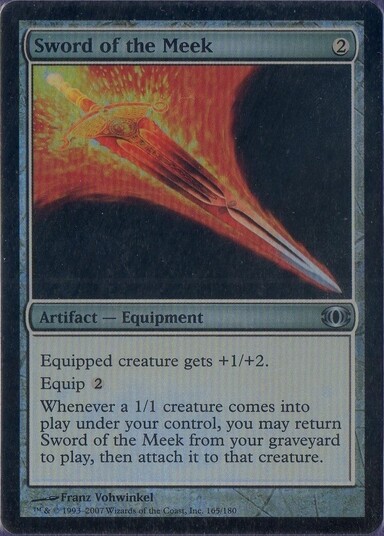 Sword of the Meek 2
Artifact — Equipment
Equipped creature gets +1/+2.
Equip 2
Whenever a 1/1 creature comes into
play under your control, you may return
Sword of the Meek from your graveyard
to play, then attach it to that creature.
Franz Vohwinkel
™ & © 1993–2007 Wizards of the Coast, Inc. 165/180